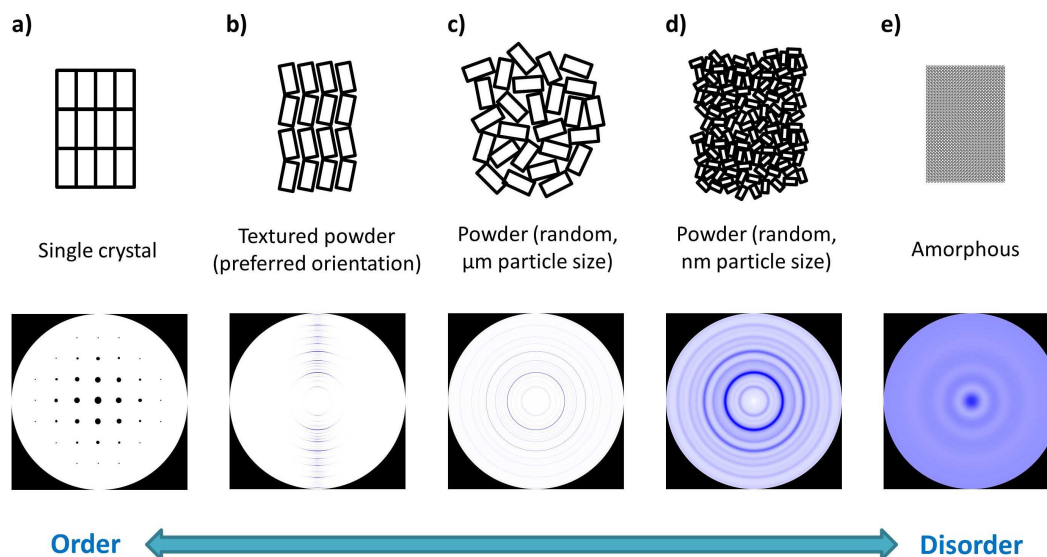 a)
b)
c)
d)
e)
Single crystal
Textured powder
(preferred orientation)
Powder (random,
μm particle size)
Powder (random,
nm particle size)
Amorphous
Order
Disorder